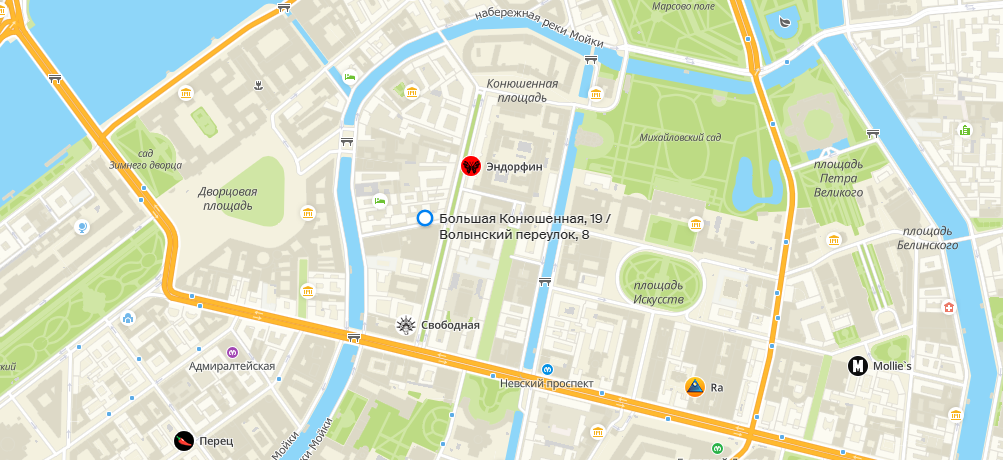 Марсово поле
набережная реки Мойки
Конюшенная
площадь
Михайловский сад
сад
Зимнего дворца
Эндорфин
площадь
Петра
Великого
Дворцовая
площадь
Большая Конюшенная, 19 /
Волынский переулок, 8
площадь
Белинского
площадь
Искусств
Свободная
Адмиралтейская
Mollie`s
M
Невский проспект
Ra
Перец
Мойки
Мойки